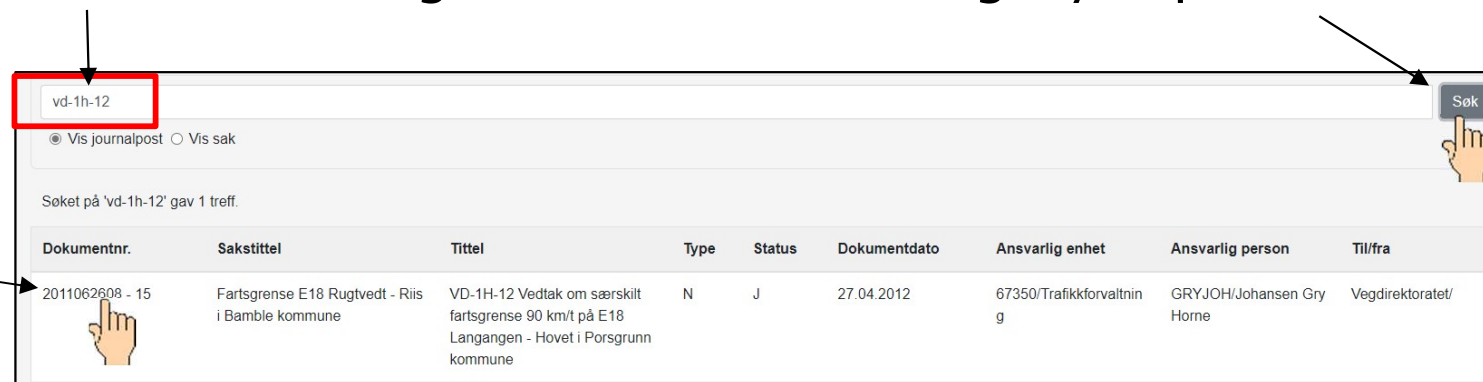 vd-1h-12
Søk
Vis journalpost Vis sak
Søket på 'vd-1h-12' gav 1 treff.
Dokumentnr. Sakstittel Tittel Type Status Dokumentdato Ansvarlig enhet Ansvarlig person Til/fra
2011062608 - 15 Fartsgrense E18 Rugtvedt - Riis VD-1H-12 Vedtak om særskilt N J 27.04.2012 67350/Trafikkforvaltnin GRYJOH/Johansen Gry Vegdirektoratet/
i Bamble kommune fartsgrense 90 km/t på E18 g Horne
Langangen - Hovet i Porsgrunn
kommune